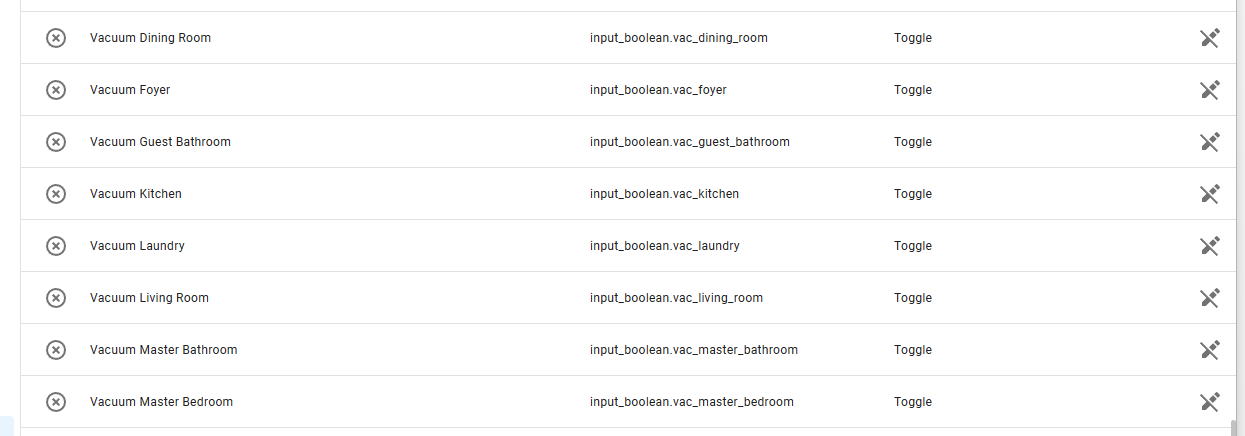 Vacuum Dining Room input_boolean.vac_dining_room Toggle
Vacuum Foyer input_boolean.vac_foyer Toggle
Vacuum Guest Bathroom input_boolean.vac_guest_bathroom Toggle
Vacuum Kitchen input_boolean.vac_kitchen Toggle
Vacuum Laundry input_boolean.vac_laundry Toggle
Vacuum Living Room input_boolean.vac_living_room Toggle
Vacuum Master Bathroom input_boolean.vac_master_bathroom Toggle
Vacuum Master Bedroom input_boolean.vac_master_bedroom Toggle